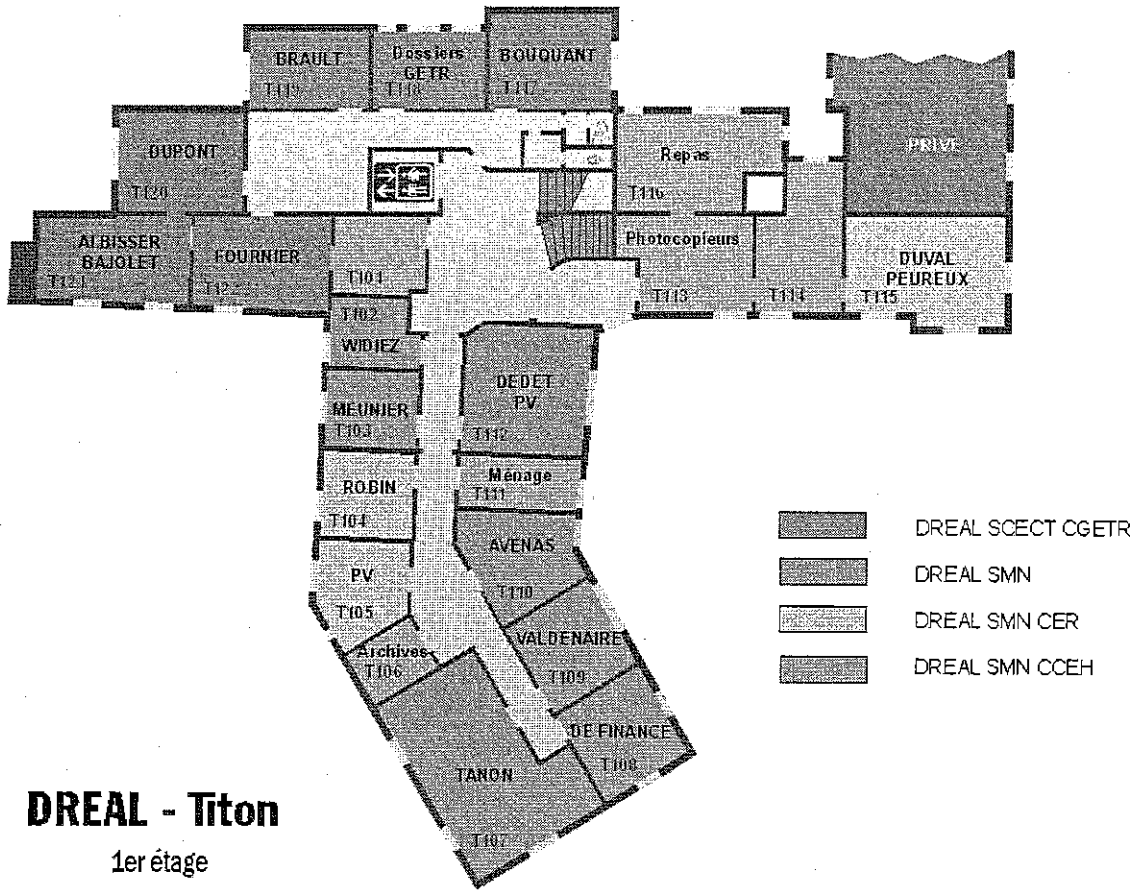 BRAULT
T119
Dossiers
GETR
T118
BOUQUANT
T117
DUPONT
T120
Repas
T116
PRIVE
ALBISSER
BAJOLET
T121
FOURNIER
T122
T101
Photocopieurs
T113
T114
DUVAL
PEUREUX
T115
T102
WIDIEZ
DEDET
PV
T112
MEUNIER
T103
Ménage
T111
ROBIN
T104
AVENAS
T110
PV
T105
VALDENAIRE
T109
Archives
T106
DE FINANCE
T108
TANON
T107
DREAL SCECT CGETR
DREAL SMN
DREAL SMN CER
DREAL SMN CCEH
DREAL - Titon
1er étage